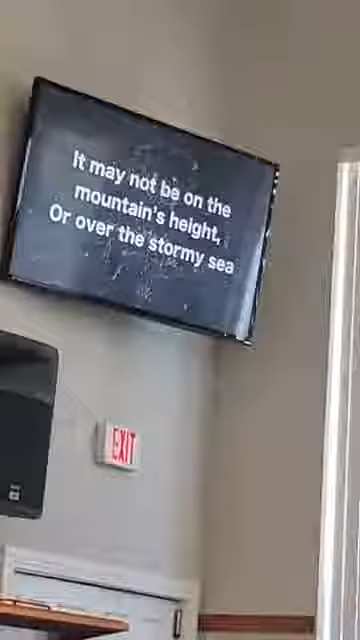 It may not be on the
mountain's height,
Or over the stormy sea
EXIT